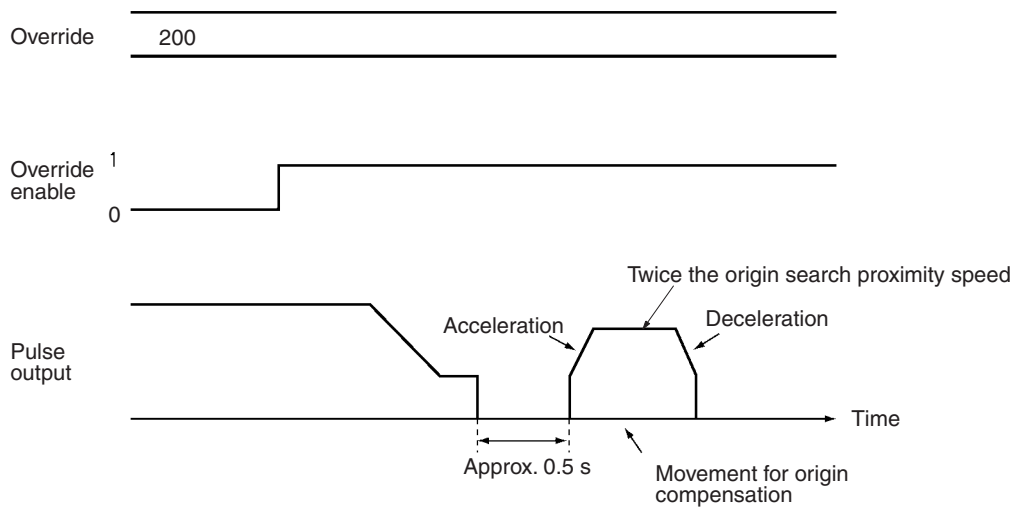 Override
200
Override
enable
1
0
Twice the origin search proximity speed
Acceleration
Deceleration
Pulse
output
Time
Approx. 0.5 s
Movement for origin
compensation